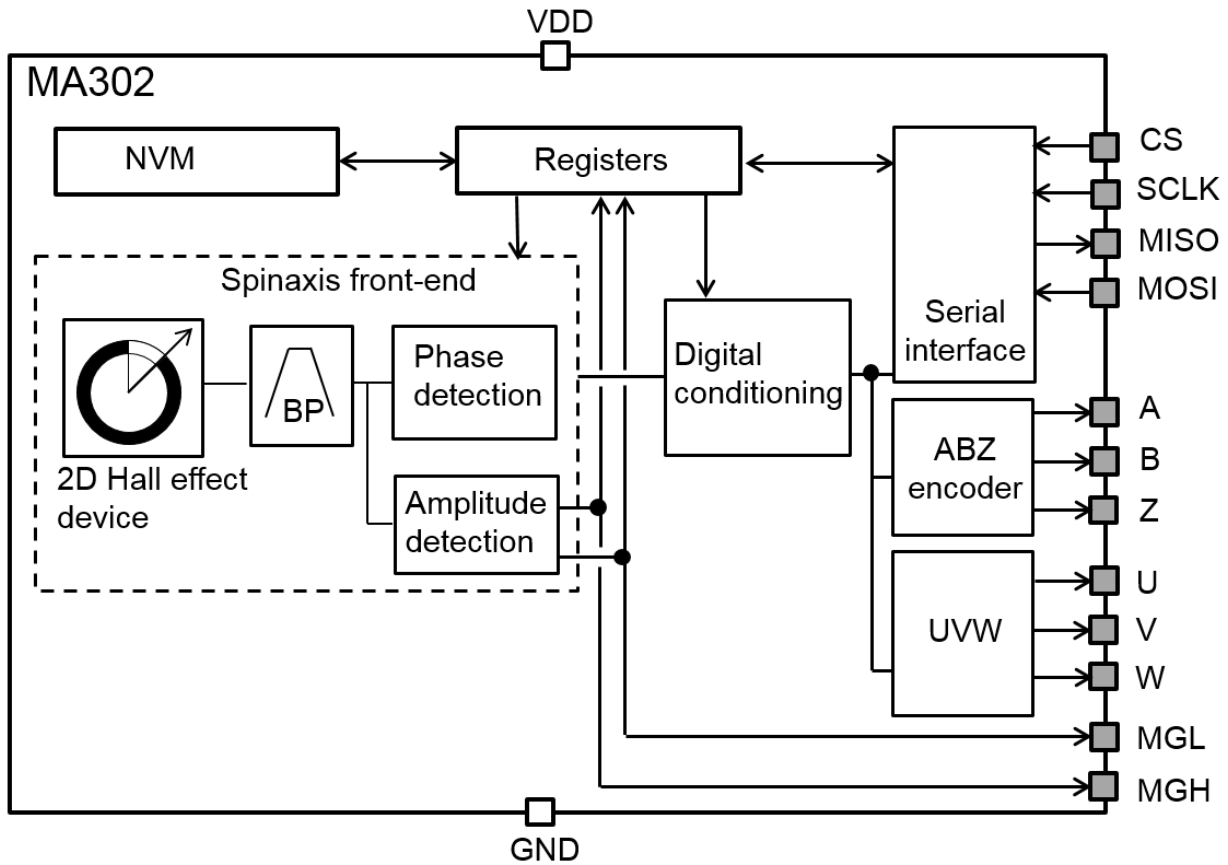 VDD
MA302
NVM
Registers
CS
SCLK
MISO
MOSI
Serial
interface
Spinaxis front-end
Phase
detection
BP
2D Hall effect
device
Amplitude
detection
Digital
conditioning
ABZ
encoder
A
B
Z
UVW
U
V
W
MGL
MGH
GND